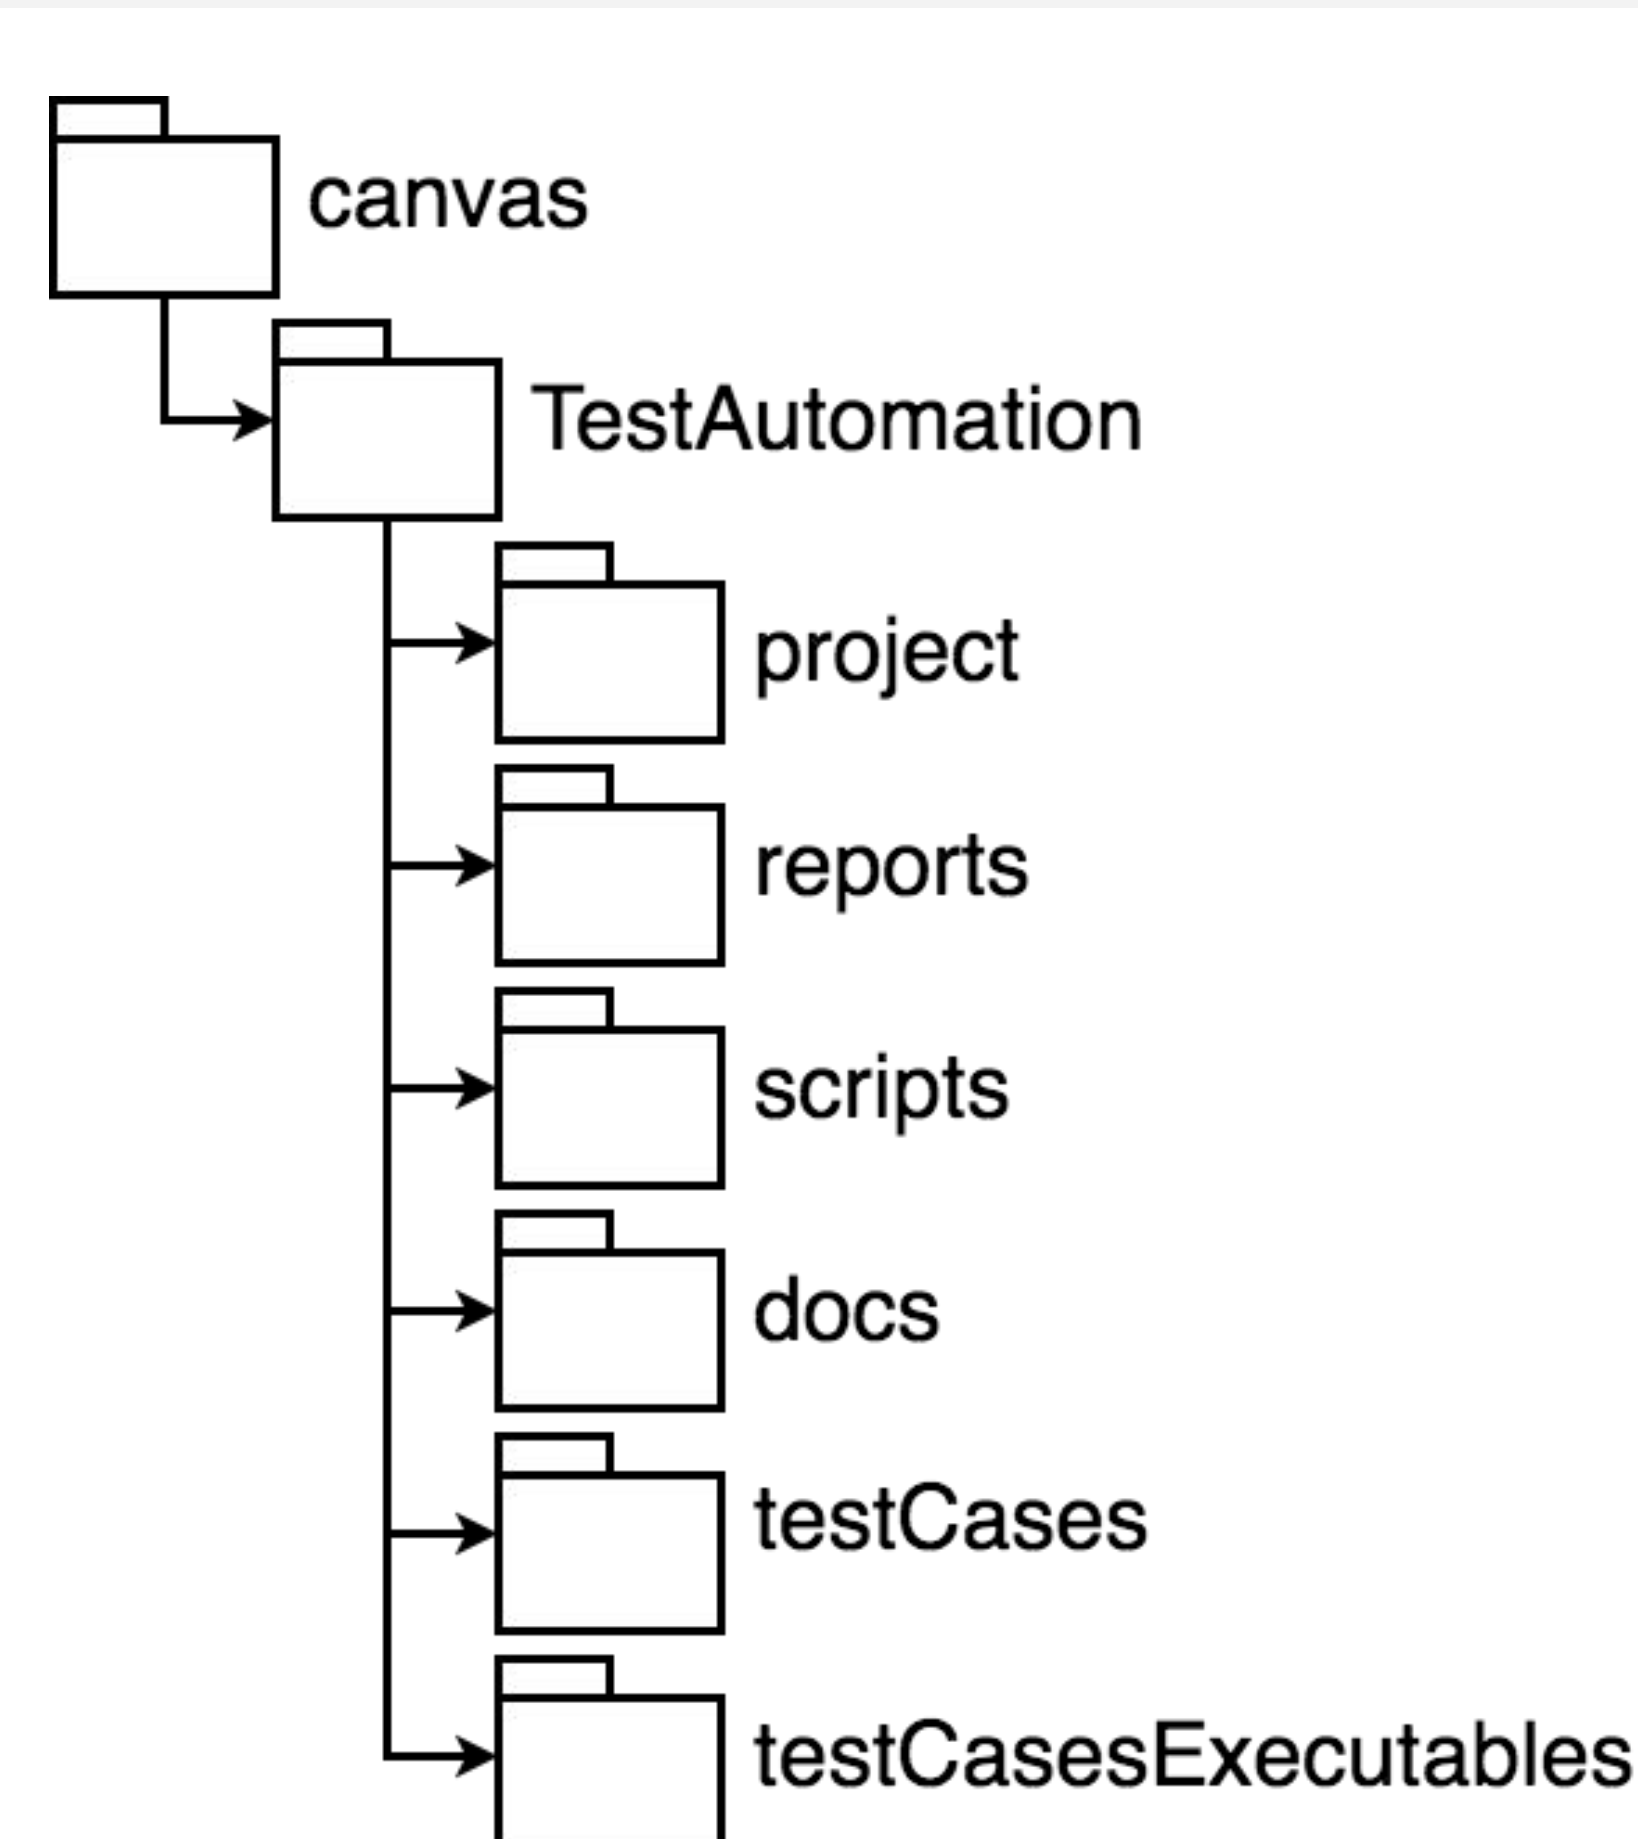 canvas
TestAutomation
project
reports
scripts
docs
testCases
testCasesExecutables